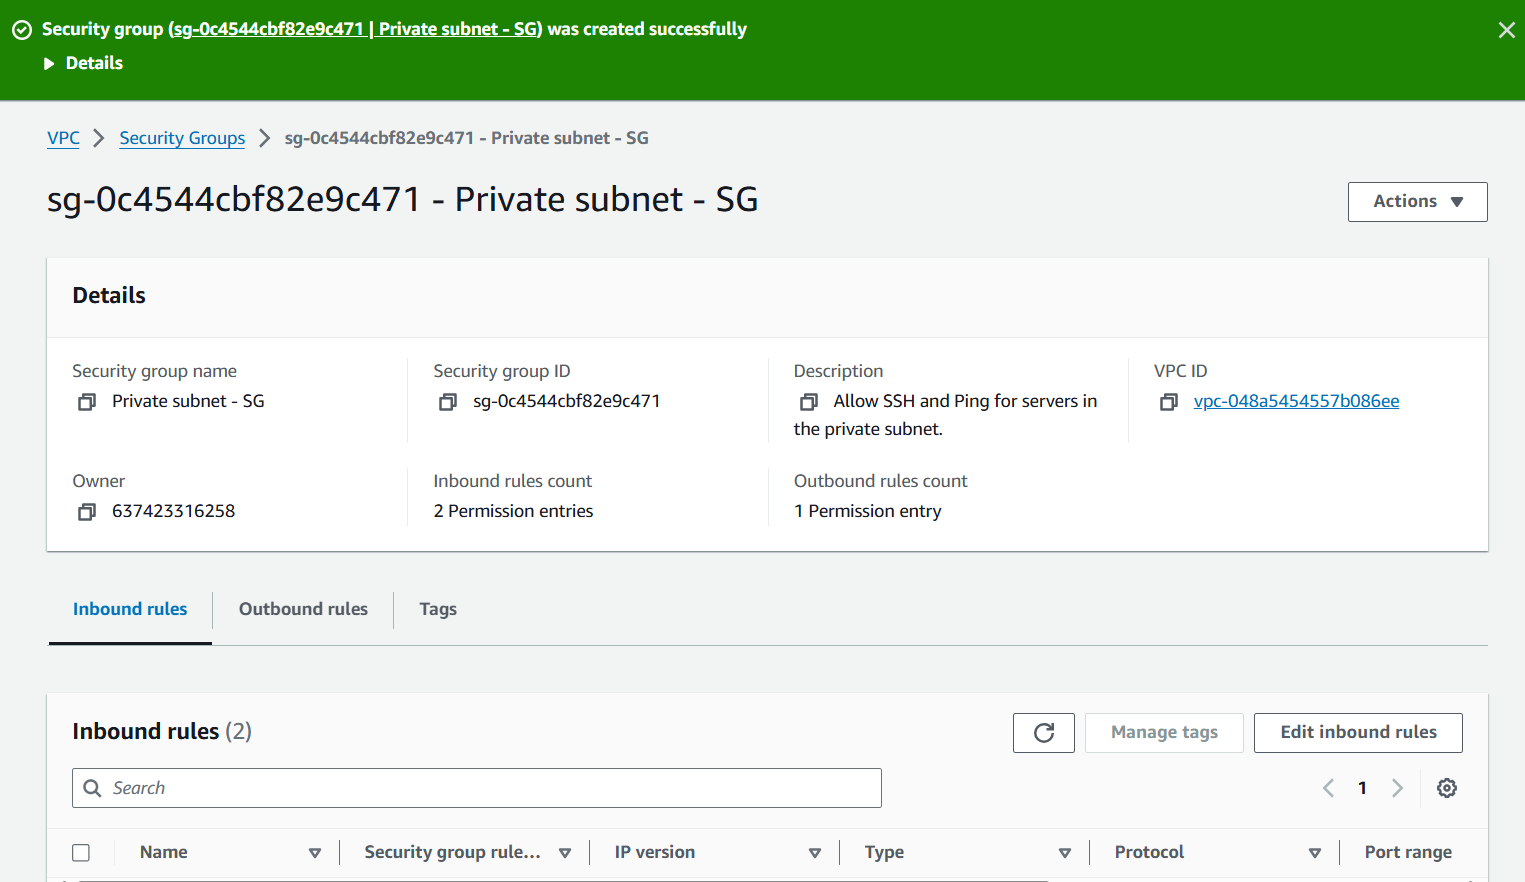 Security group (sg-0c4544cbf82e9c471 | Private subnet - SG) was created successfully
Details
VPC Security Groups sg-0c4544cbf82e9c471 - Private subnet - SG
sg-0c4544cbf82e9c471 - Private subnet - SG
Actions
Details
Security group name
Private subnet - SG
Security group ID
sg-0c4544cbf82e9c471
Description
Allow SSH and Ping for servers in
the private subnet.
VPC ID
vpc-048a5454557b086ee
Owner
637423316258
Inbound rules count
2 Permission entries
Outbound rules count
1 Permission entry
Inbound rules Outbound rules Tags
Inbound rules (2)
Manage tags
Edit inbound rules
Search
1
Name Security group rule... IP version Type Protocol Port range